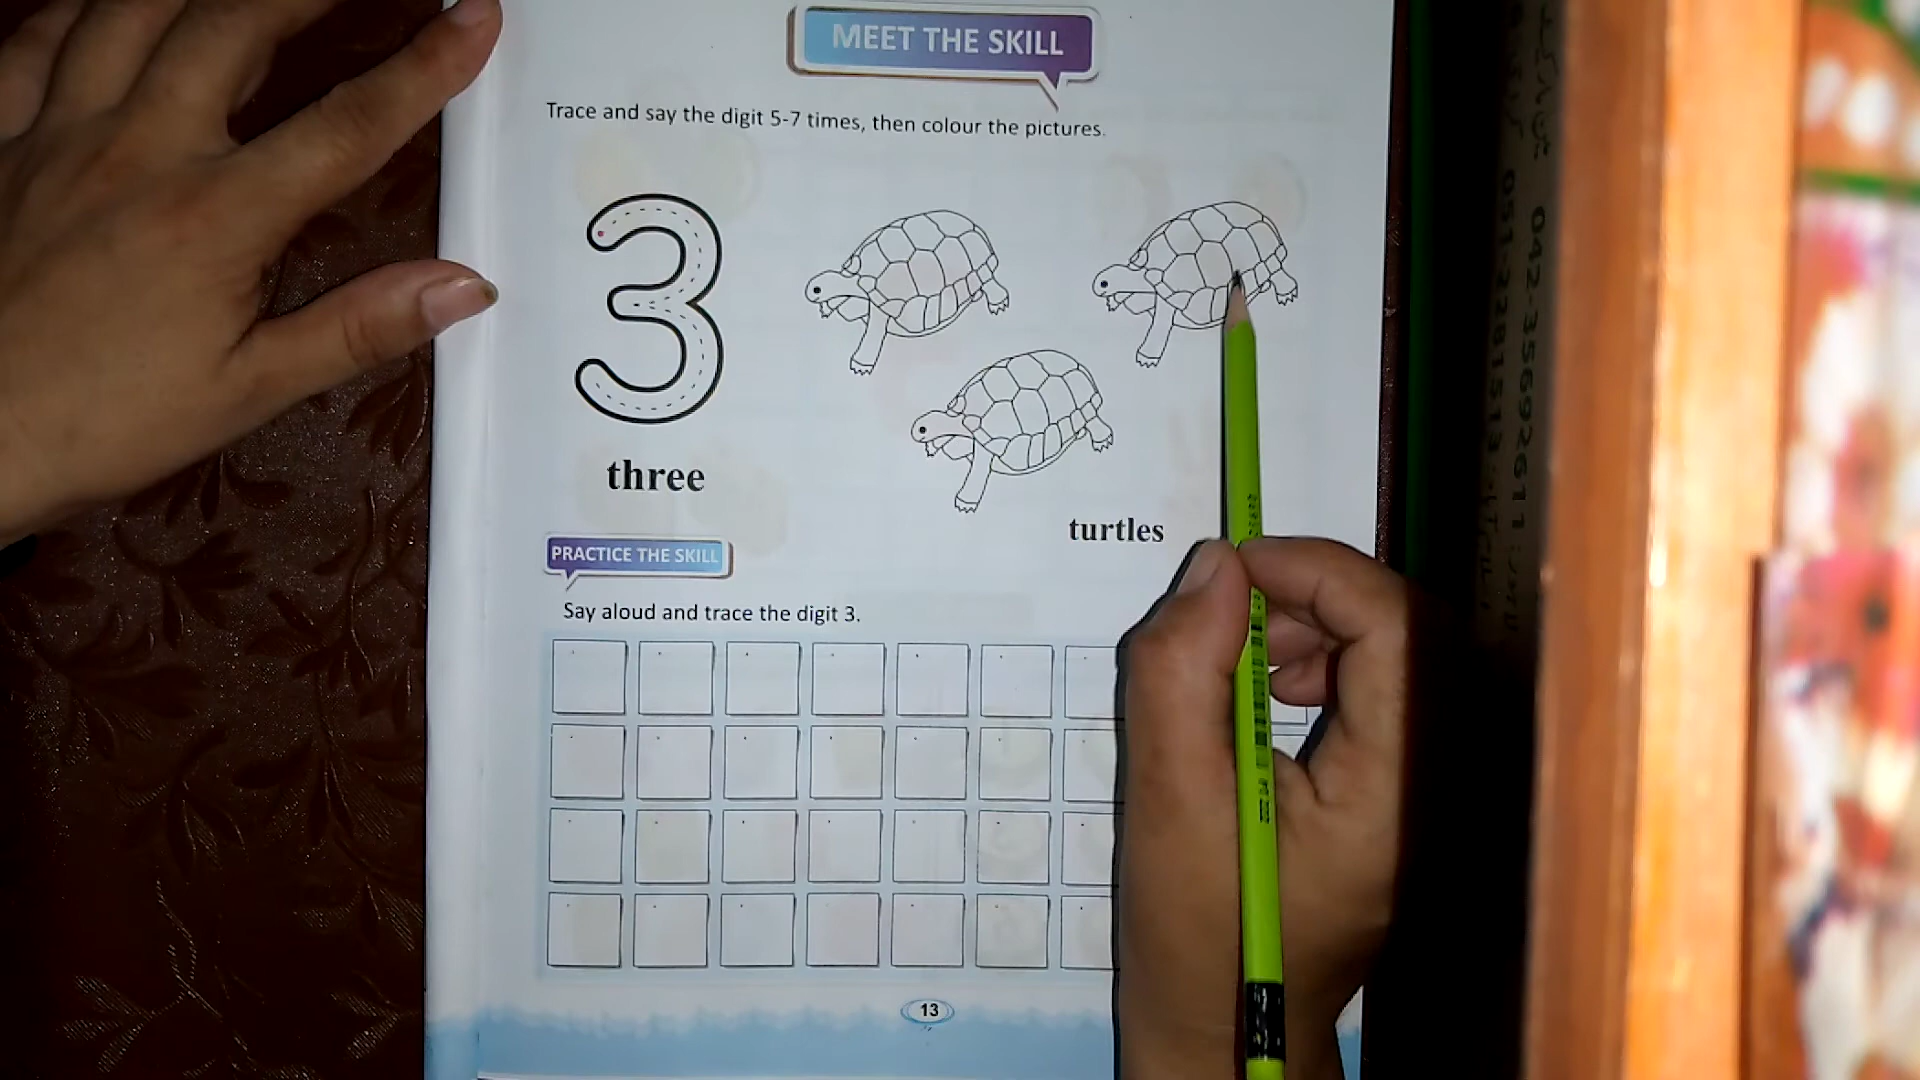 MEET THE SKILL
Trace and say the digit 5-7 times, then colour the pictures.
3
three
turtles
PRACTICE THE SKILL
Say aloud and trace the digit 3.
13